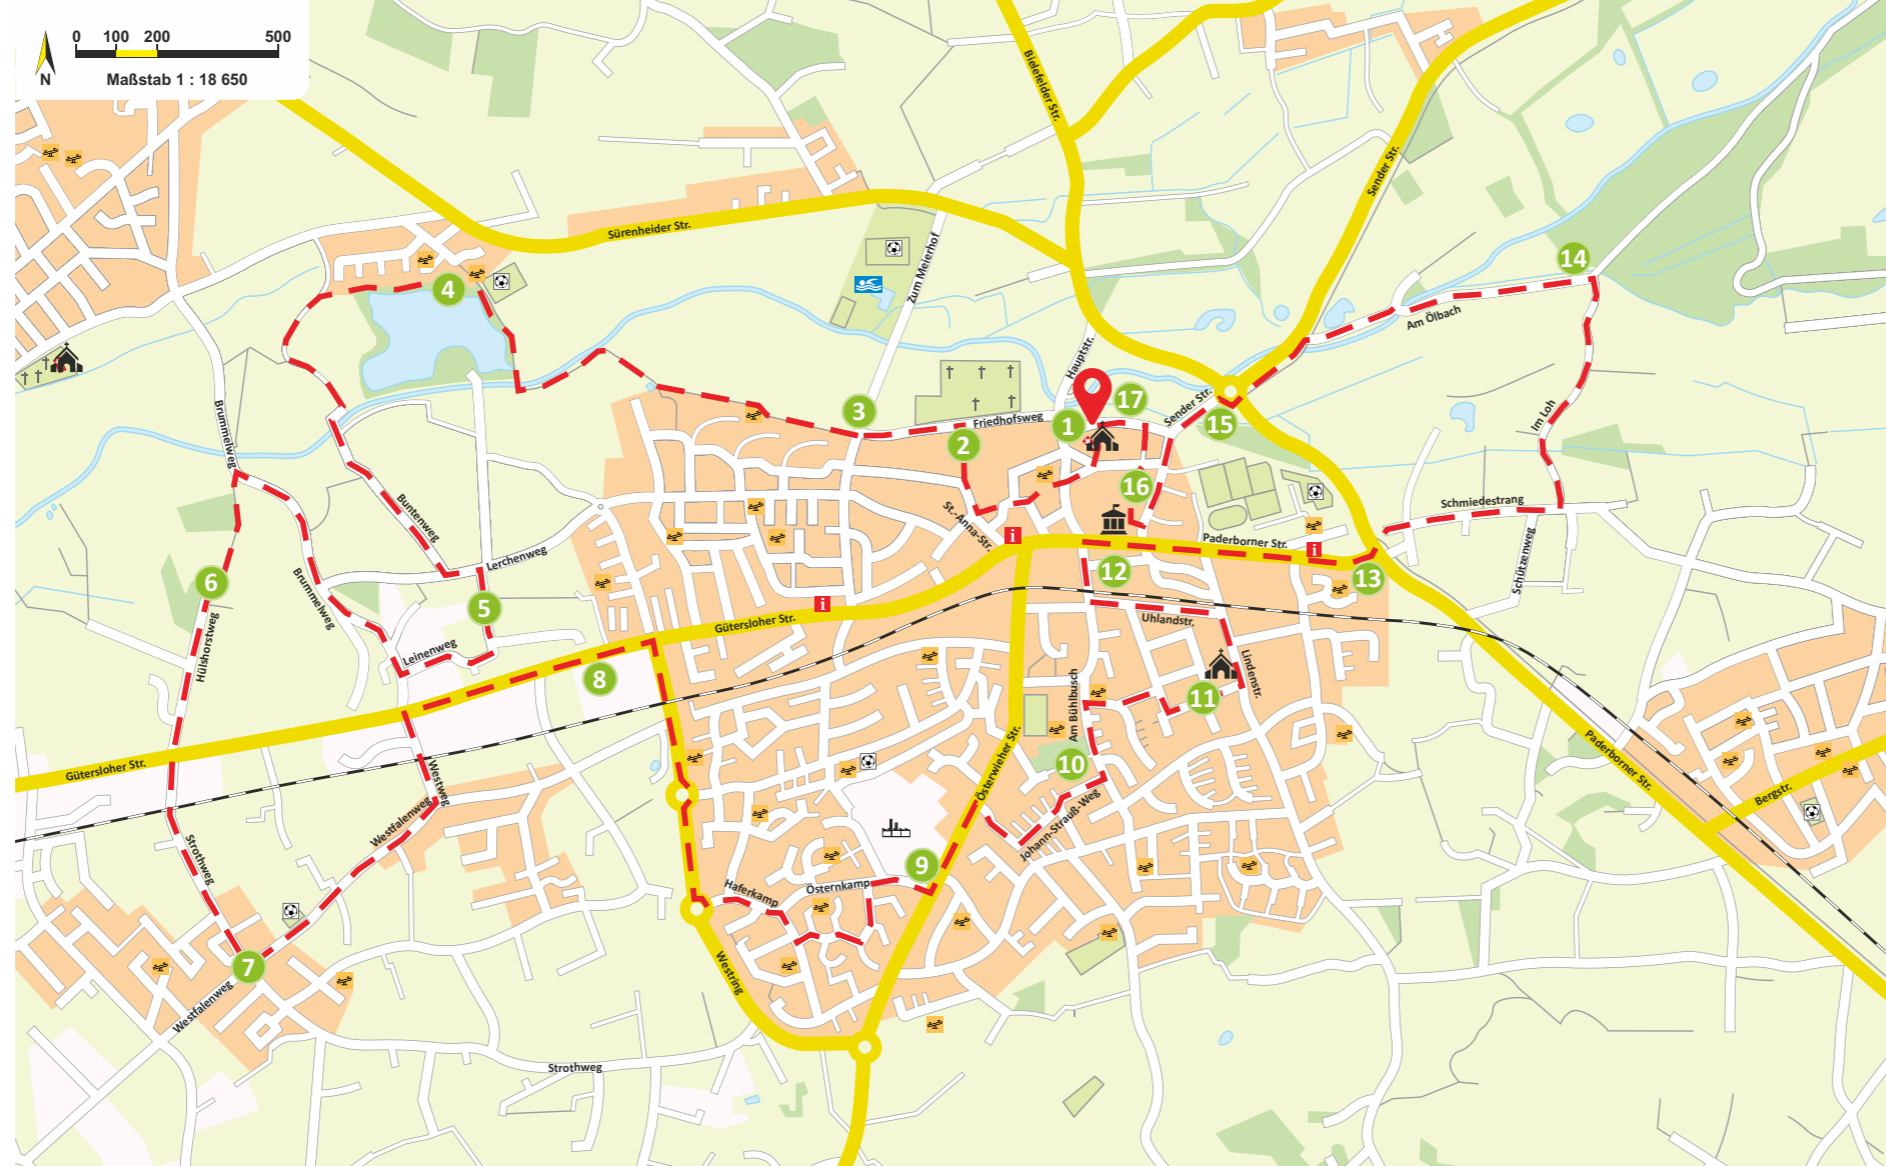 0 100 200 500
Maßstab 1 : 18 650
N
Bielefelder Str.
Sender Str.
Sürenheider Str.
Zum Meierhof
14
4
Am Ölbach
Hauptstr.
3
17
Sender Str.
Friedhofsweg
1
15
Im Loh
2
Brummelweg
16
Buntenweg
St.-Anna-Str.
Schmiedestrang
i
Paderborner Str.
i
Lerchenweg
Schützenweg
6
12
13
5
Brummelweg
i
Gütersloher Str.
Uhlandstr.
Hülshorstweg
Leinenweg
8
Lindenstr.
11
Am Bühlbusch
Gütersloher Str.
Westweg
Österwieher Str.
10
Paderborner Str.
Bergstr.
Westfalenweg
Johann-Strauß-Weg
Strothweg
9
Haferkamp
Österkamp
7
Westring
Westfalenweg
Strothweg